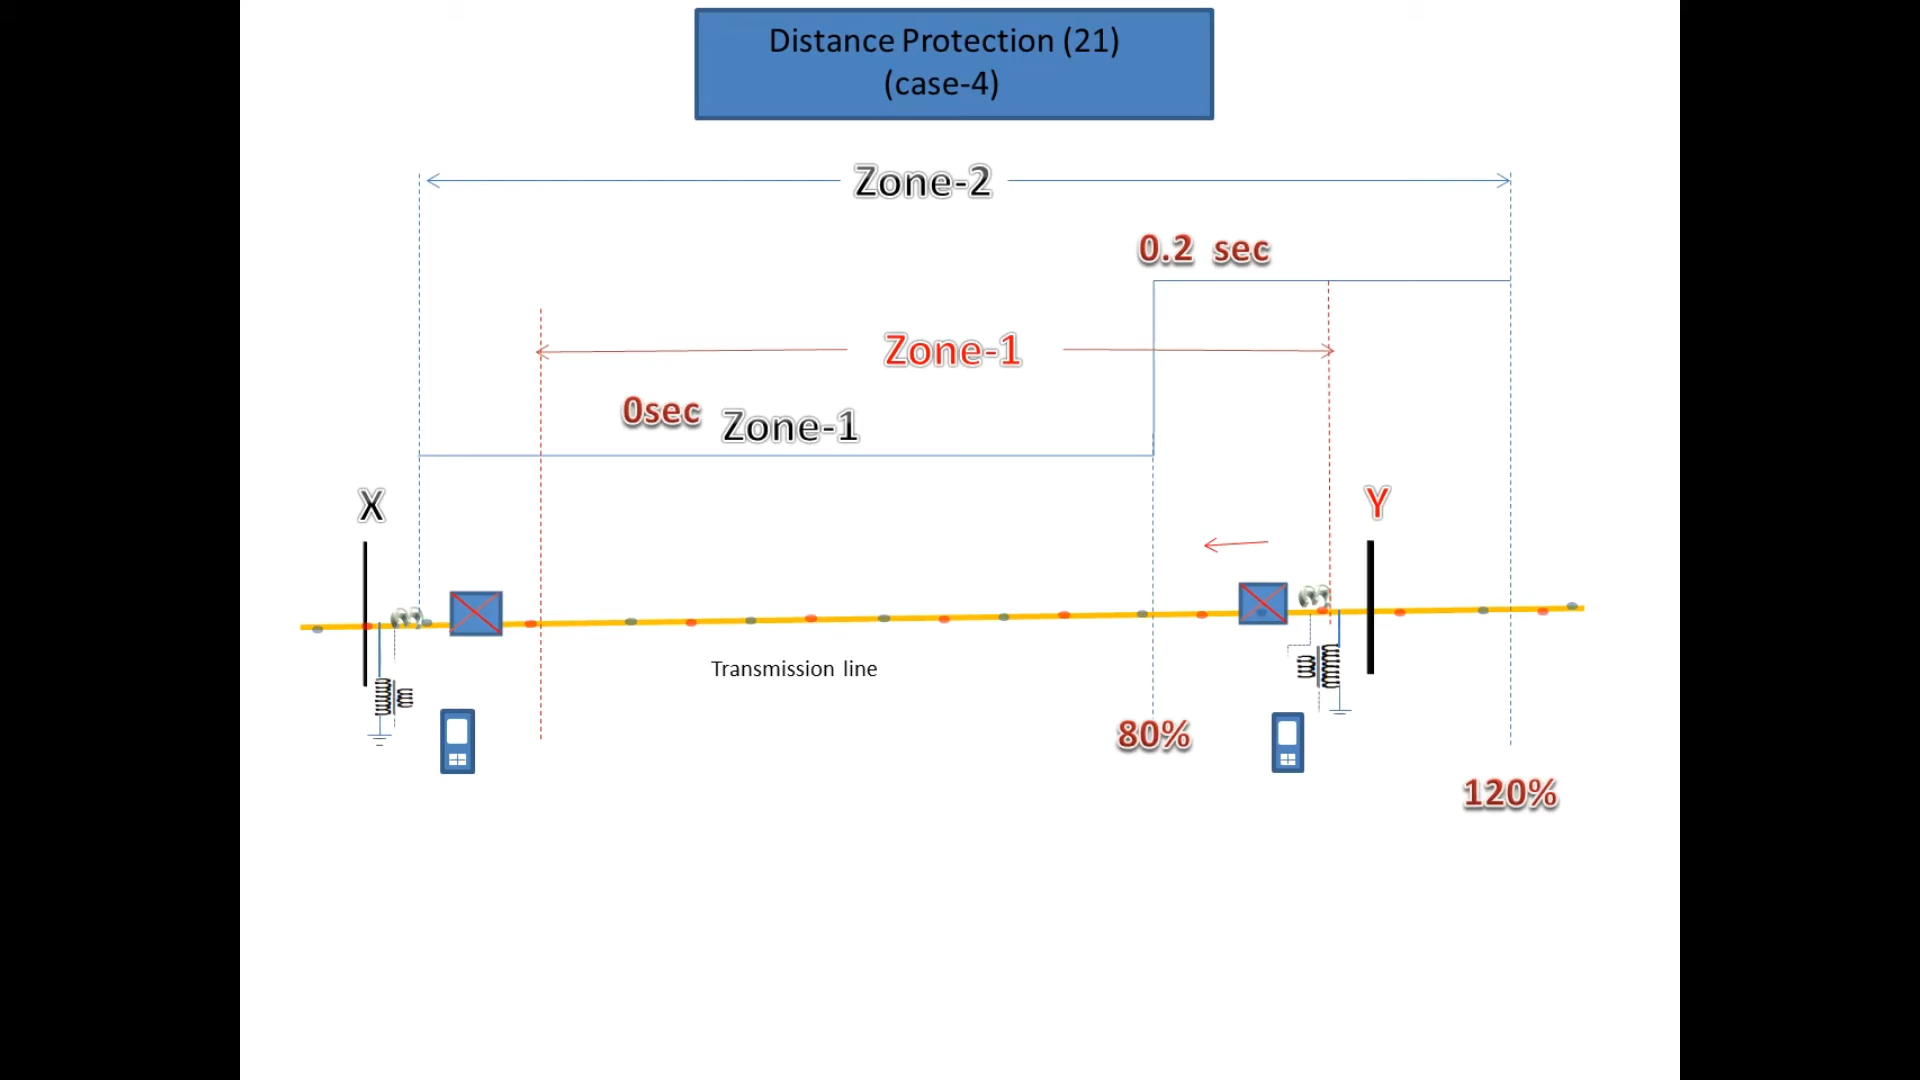 Distance Protection (21)
(case-4)
Zone-2
0.2 sec
Zone-1
0sec Zone-1
X
Y
Transmission line
80%
120%